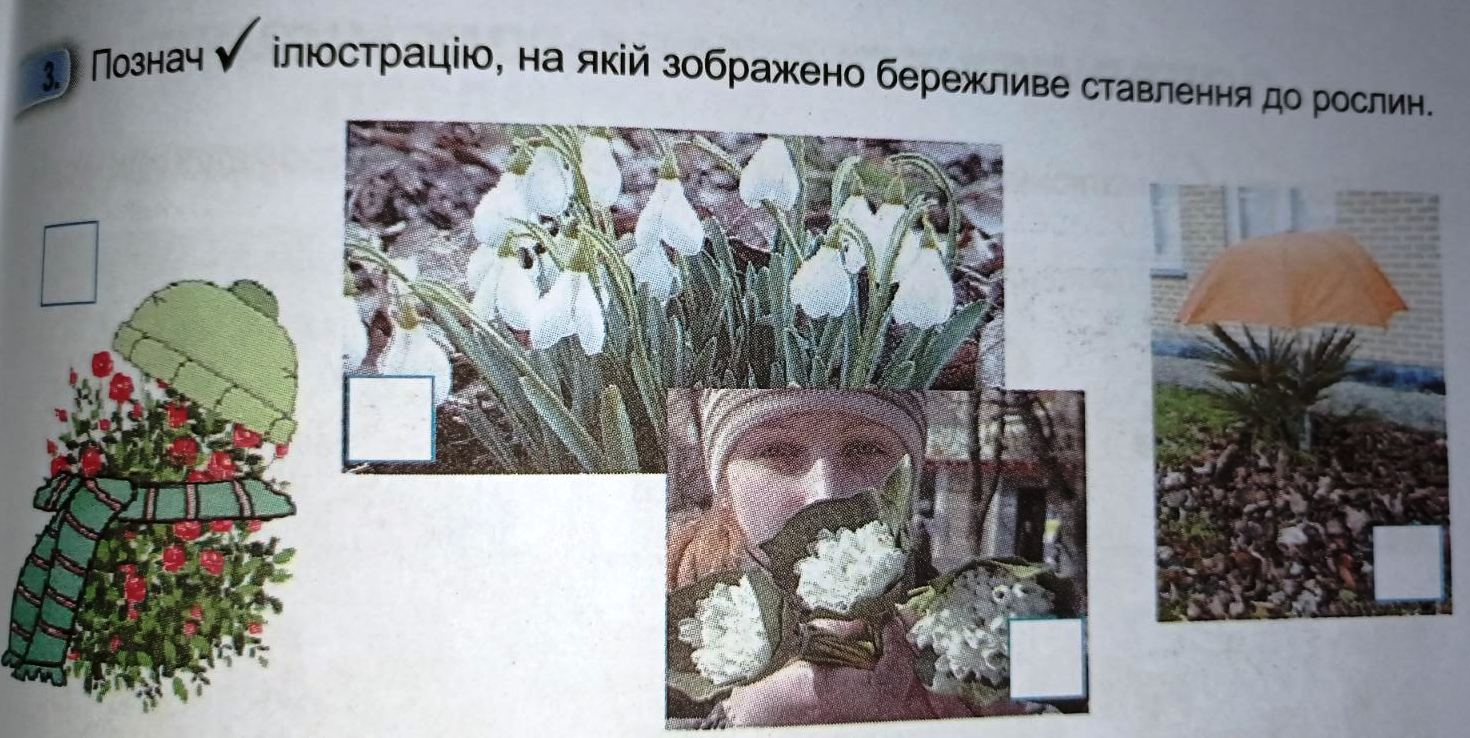 3. Познач ✓ ілюстрацію, на якій зображено бережливе ставлення до рослин.